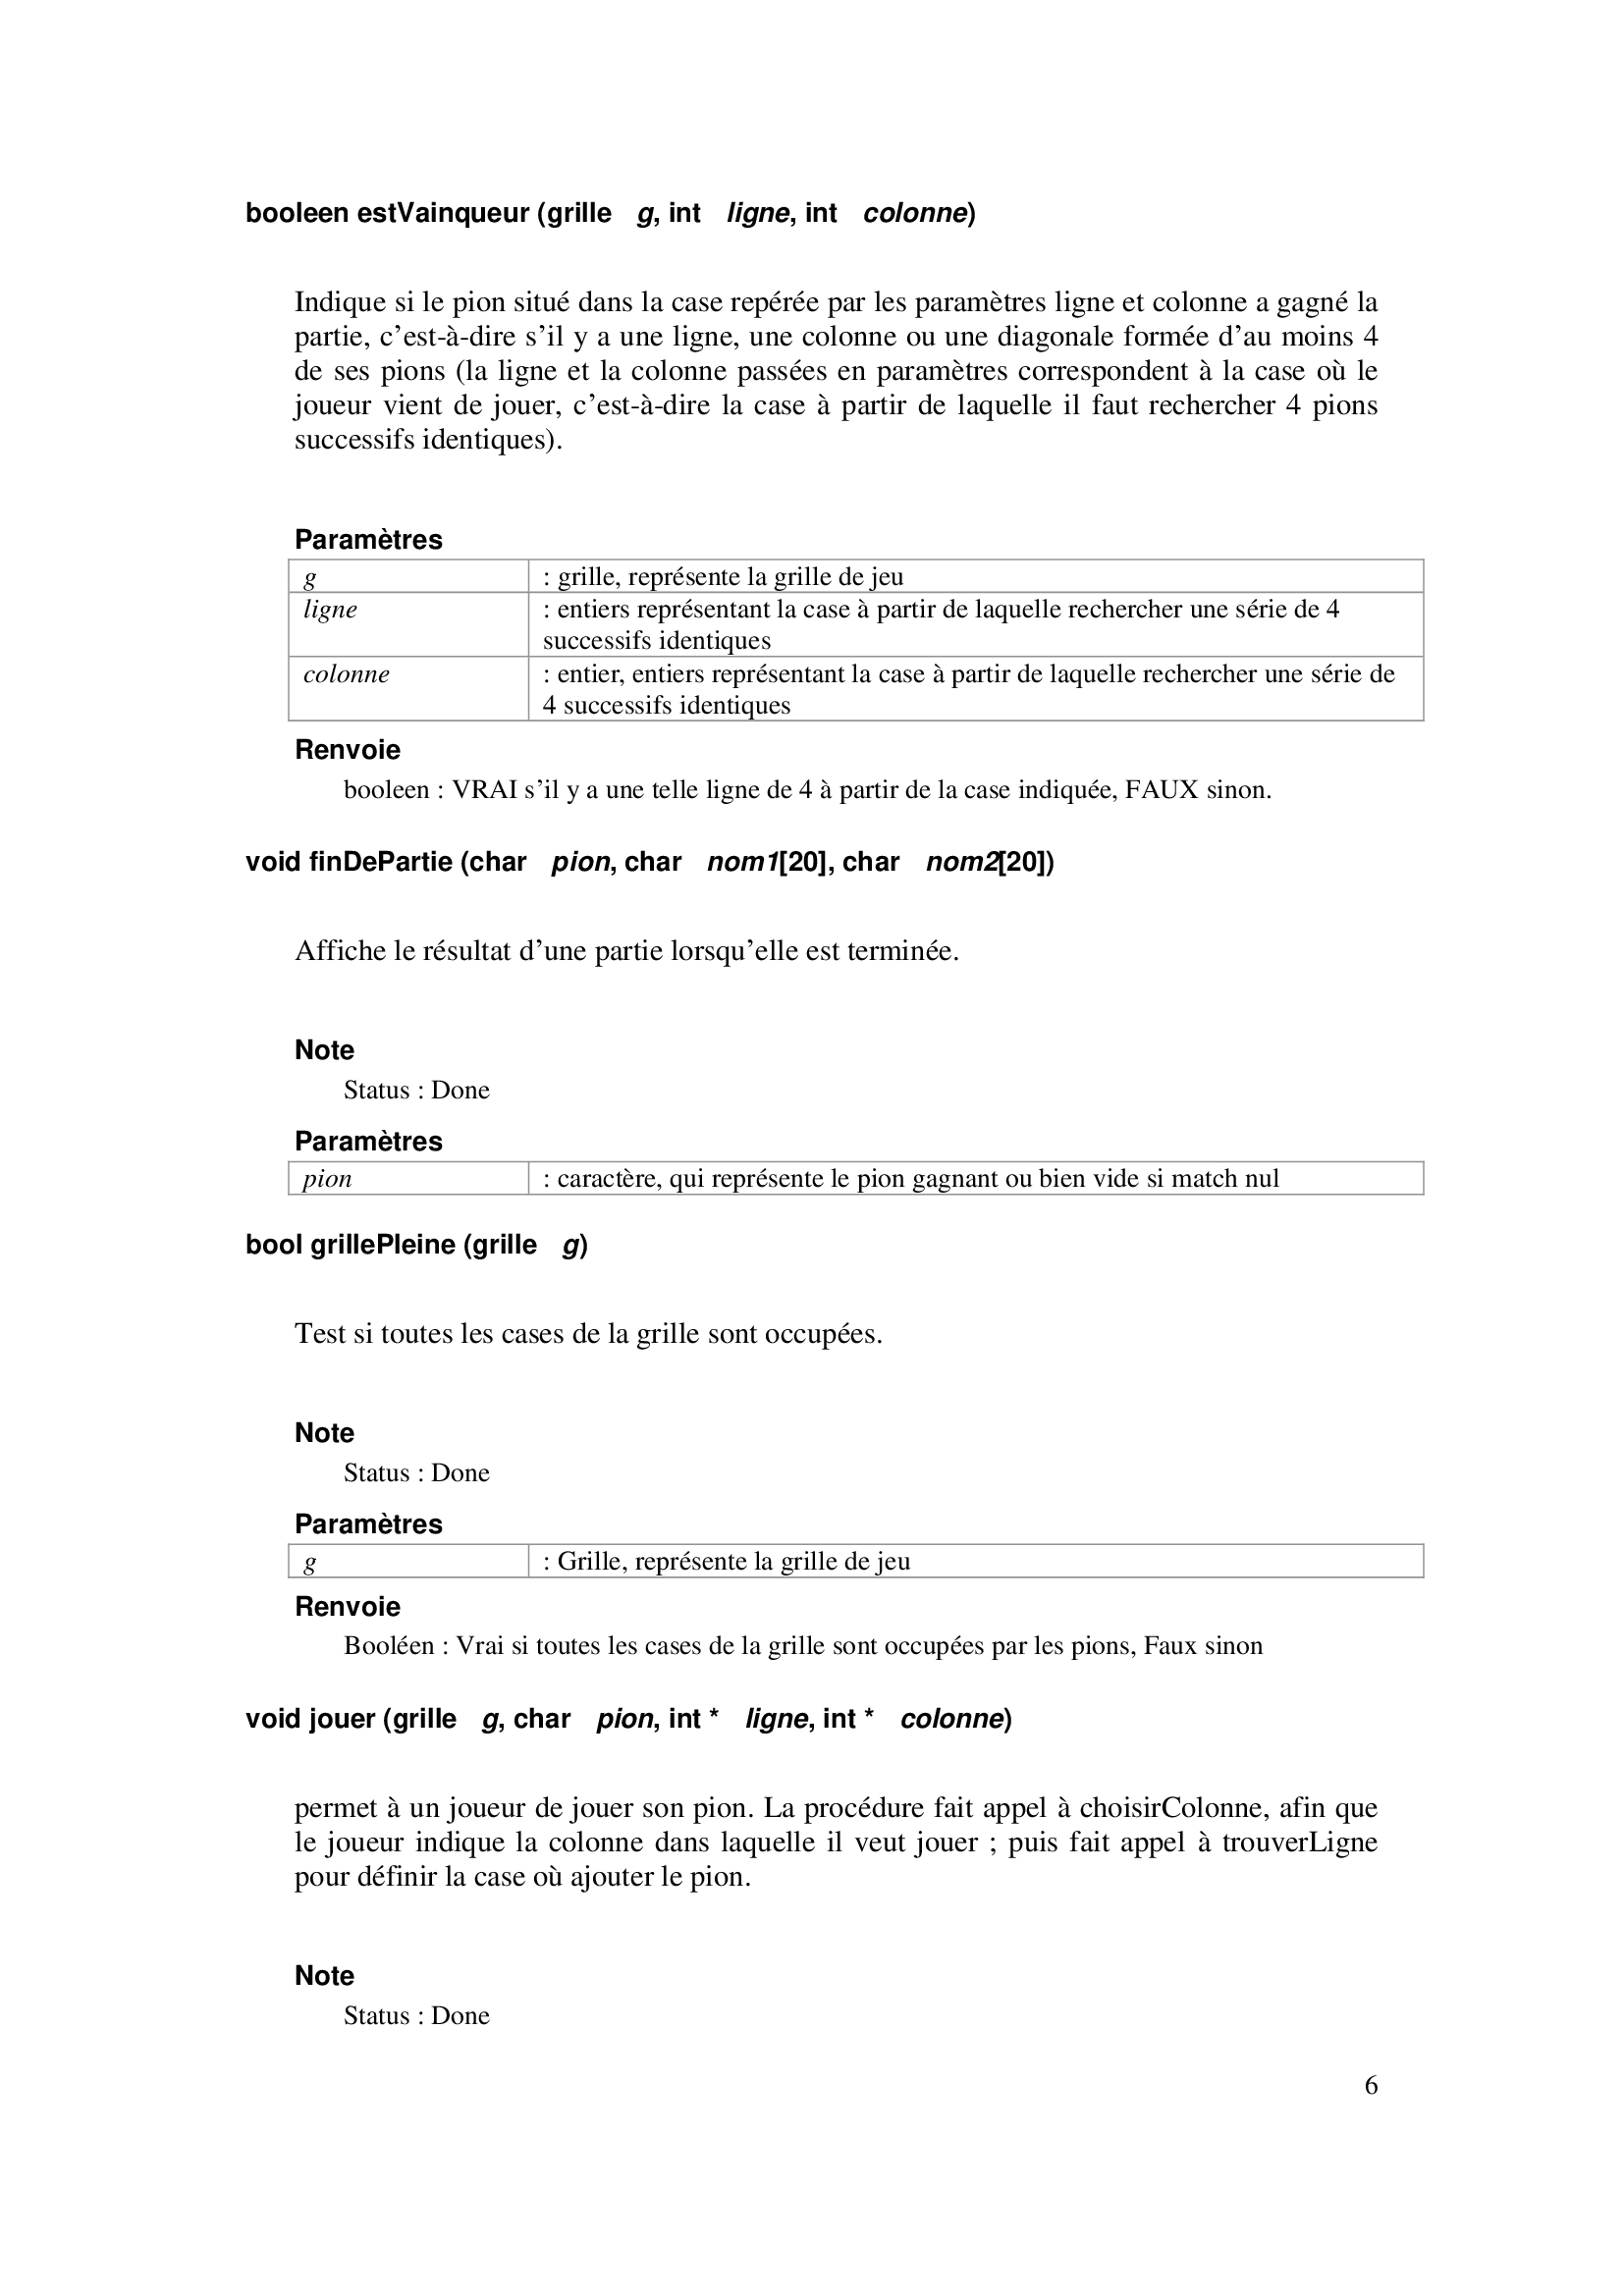 booleen estVainqueur (grille g, int ligne, int colonne)
Indique si le pion situé dans la case repérée par les paramètres ligne et colonne a gagné la
partie, c’est-à-dire s’il y a une ligne, une colonne ou une diagonale formée d’au moins 4
de ses pions (la ligne et la colonne passées en paramètres correspondent à la case où le
joueur vient de jouer, c’est-à-dire la case à partir de laquelle il faut rechercher 4 pions
successifs identiques).
Paramètres
g : grille, représente la grille de jeu
ligne : entiers représentant la case à partir de laquelle rechercher une série de 4
successifs identiques
colonne : entier, entiers représentant la case à partir de laquelle rechercher une série de
4 successifs identiques
Renvoie
booleen : VRAI s’il y a une telle ligne de 4 à partir de la case indiquée, FAUX sinon.
void finDePartie (char pion, char nom1[20], char nom2[20])
Affiche le résultat d’une partie lorsqu’elle est terminée.
Note
Status : Done
Paramètres
pion : caractère, qui représente le pion gagnant ou bien vide si match nul
bool grillePleine (grille g)
Test si toutes les cases de la grille sont occupées.
Note
Status : Done
Paramètres
g : Grille, représente la grille de jeu
Renvoie
Booléen : Vrai si toutes les cases de la grille sont occupées par les pions, Faux sinon
void jouer (grille g, char pion, int * ligne, int * colonne)
permet à un joueur de jouer son pion. La procédure fait appel à choisirColonne, afin que
le joueur indique la colonne dans laquelle il veut jouer ; puis fait appel à trouverLigne
pour définir la case où ajouter le pion.
Note
Status : Done
6